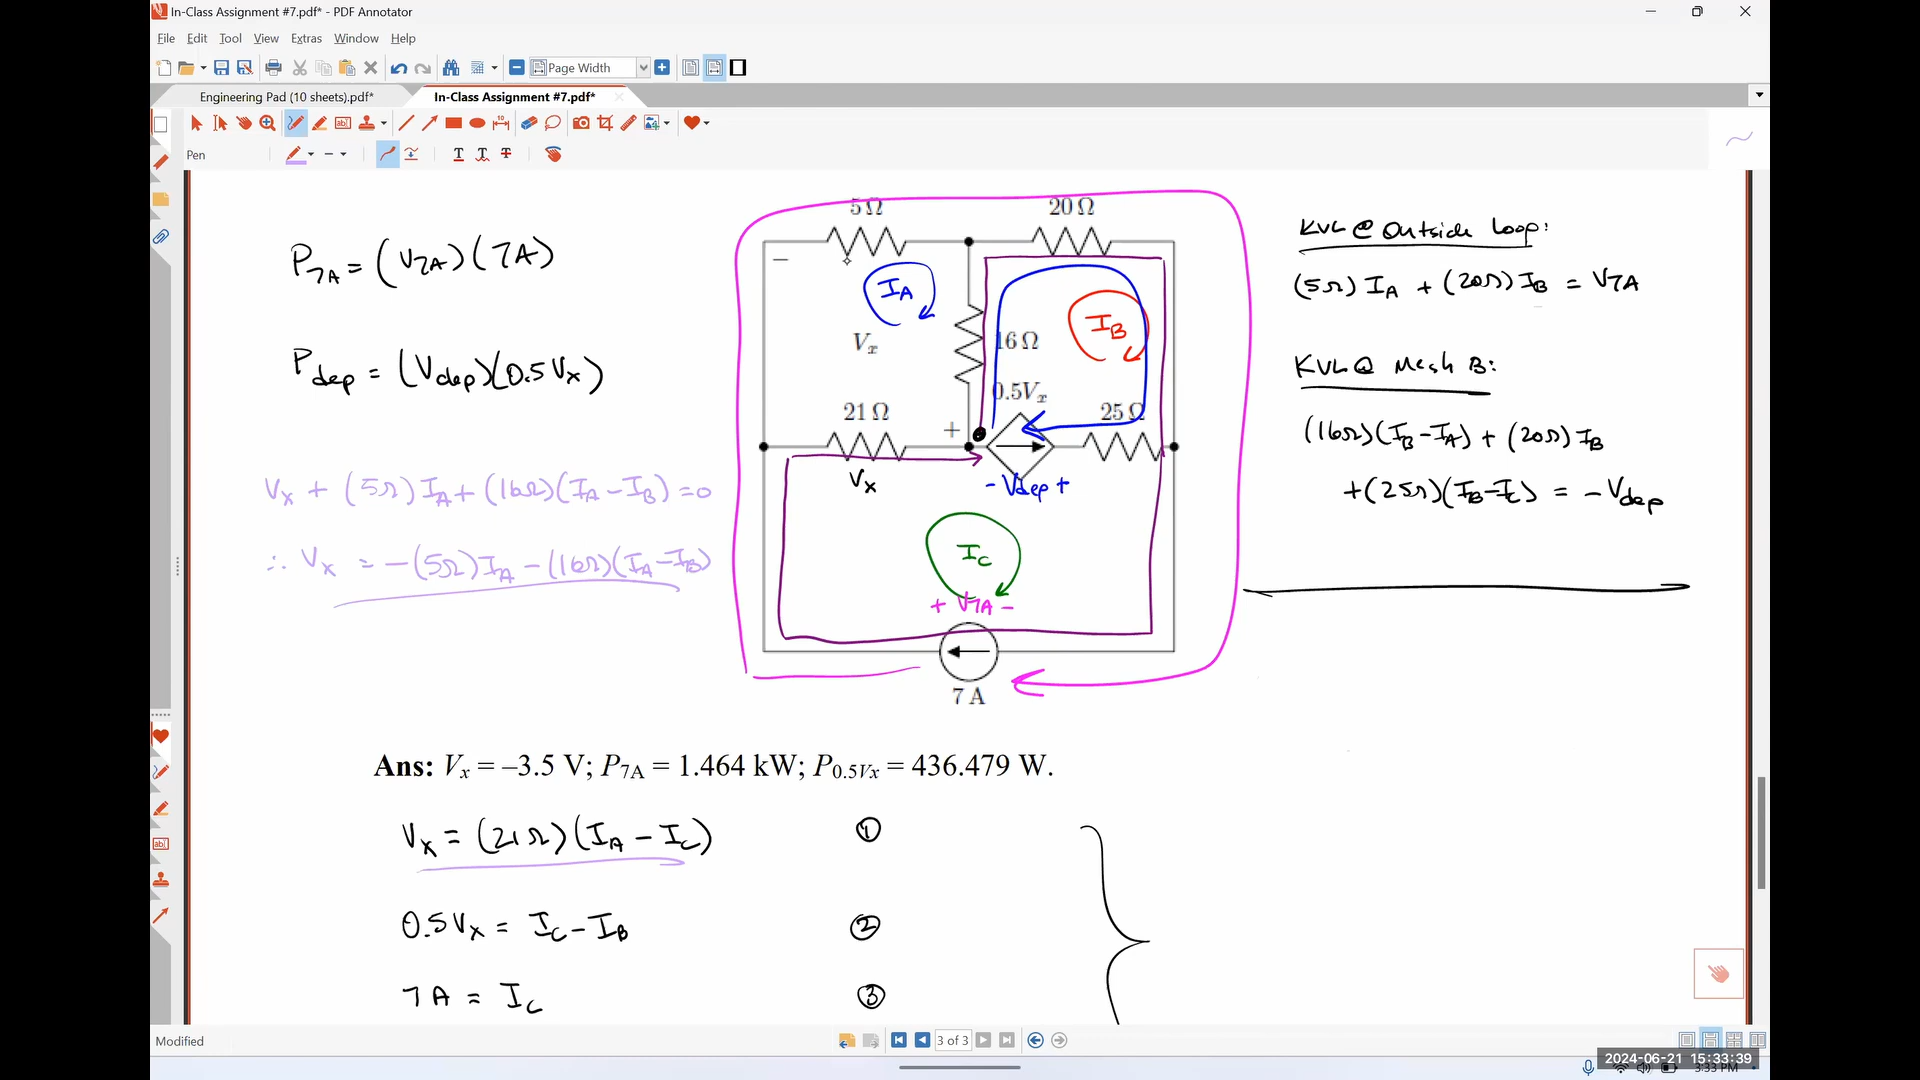 In-Class Assignment #7.pdf* - PDF Annotator
File Edit Tool View Extras Window Help
Page Width
Engineering Pad (10 sheets).pdf* In-Class Assignment #7.pdf*
Pen
P7A = (V7A)(7A)
Pdep = (Vdep)(0.5Vx)
Vx + (5Ω)IA + (16Ω)(IA-IB) = 0
∴ Vx = -(5Ω)IA - (16Ω)(IA-IB)
5 Ω 20 Ω
−
IA
IB
Vx
16 Ω
0.5Vx
21 Ω
+
25 Ω
Vx
- Vdep +
IC
+ V7A -
7 A
KVL @ Outside Loop:
(5Ω) IA + (20Ω) IB = V7A
KVL @ Mesh B:
(16Ω)(IB-IA) + (20Ω) IB
+(25Ω)(IB-IC) = -Vdep
Ans: Vx = –3.5 V; P7A = 1.464 kW; P0.5Vx = 436.479 W.
Vx = (21Ω)(IA - IC) ①
0.5Vx = IC - IB ②
7A = IC ③
Modified
3 of 3
2024-06-21 15:33:39
3:33 PM